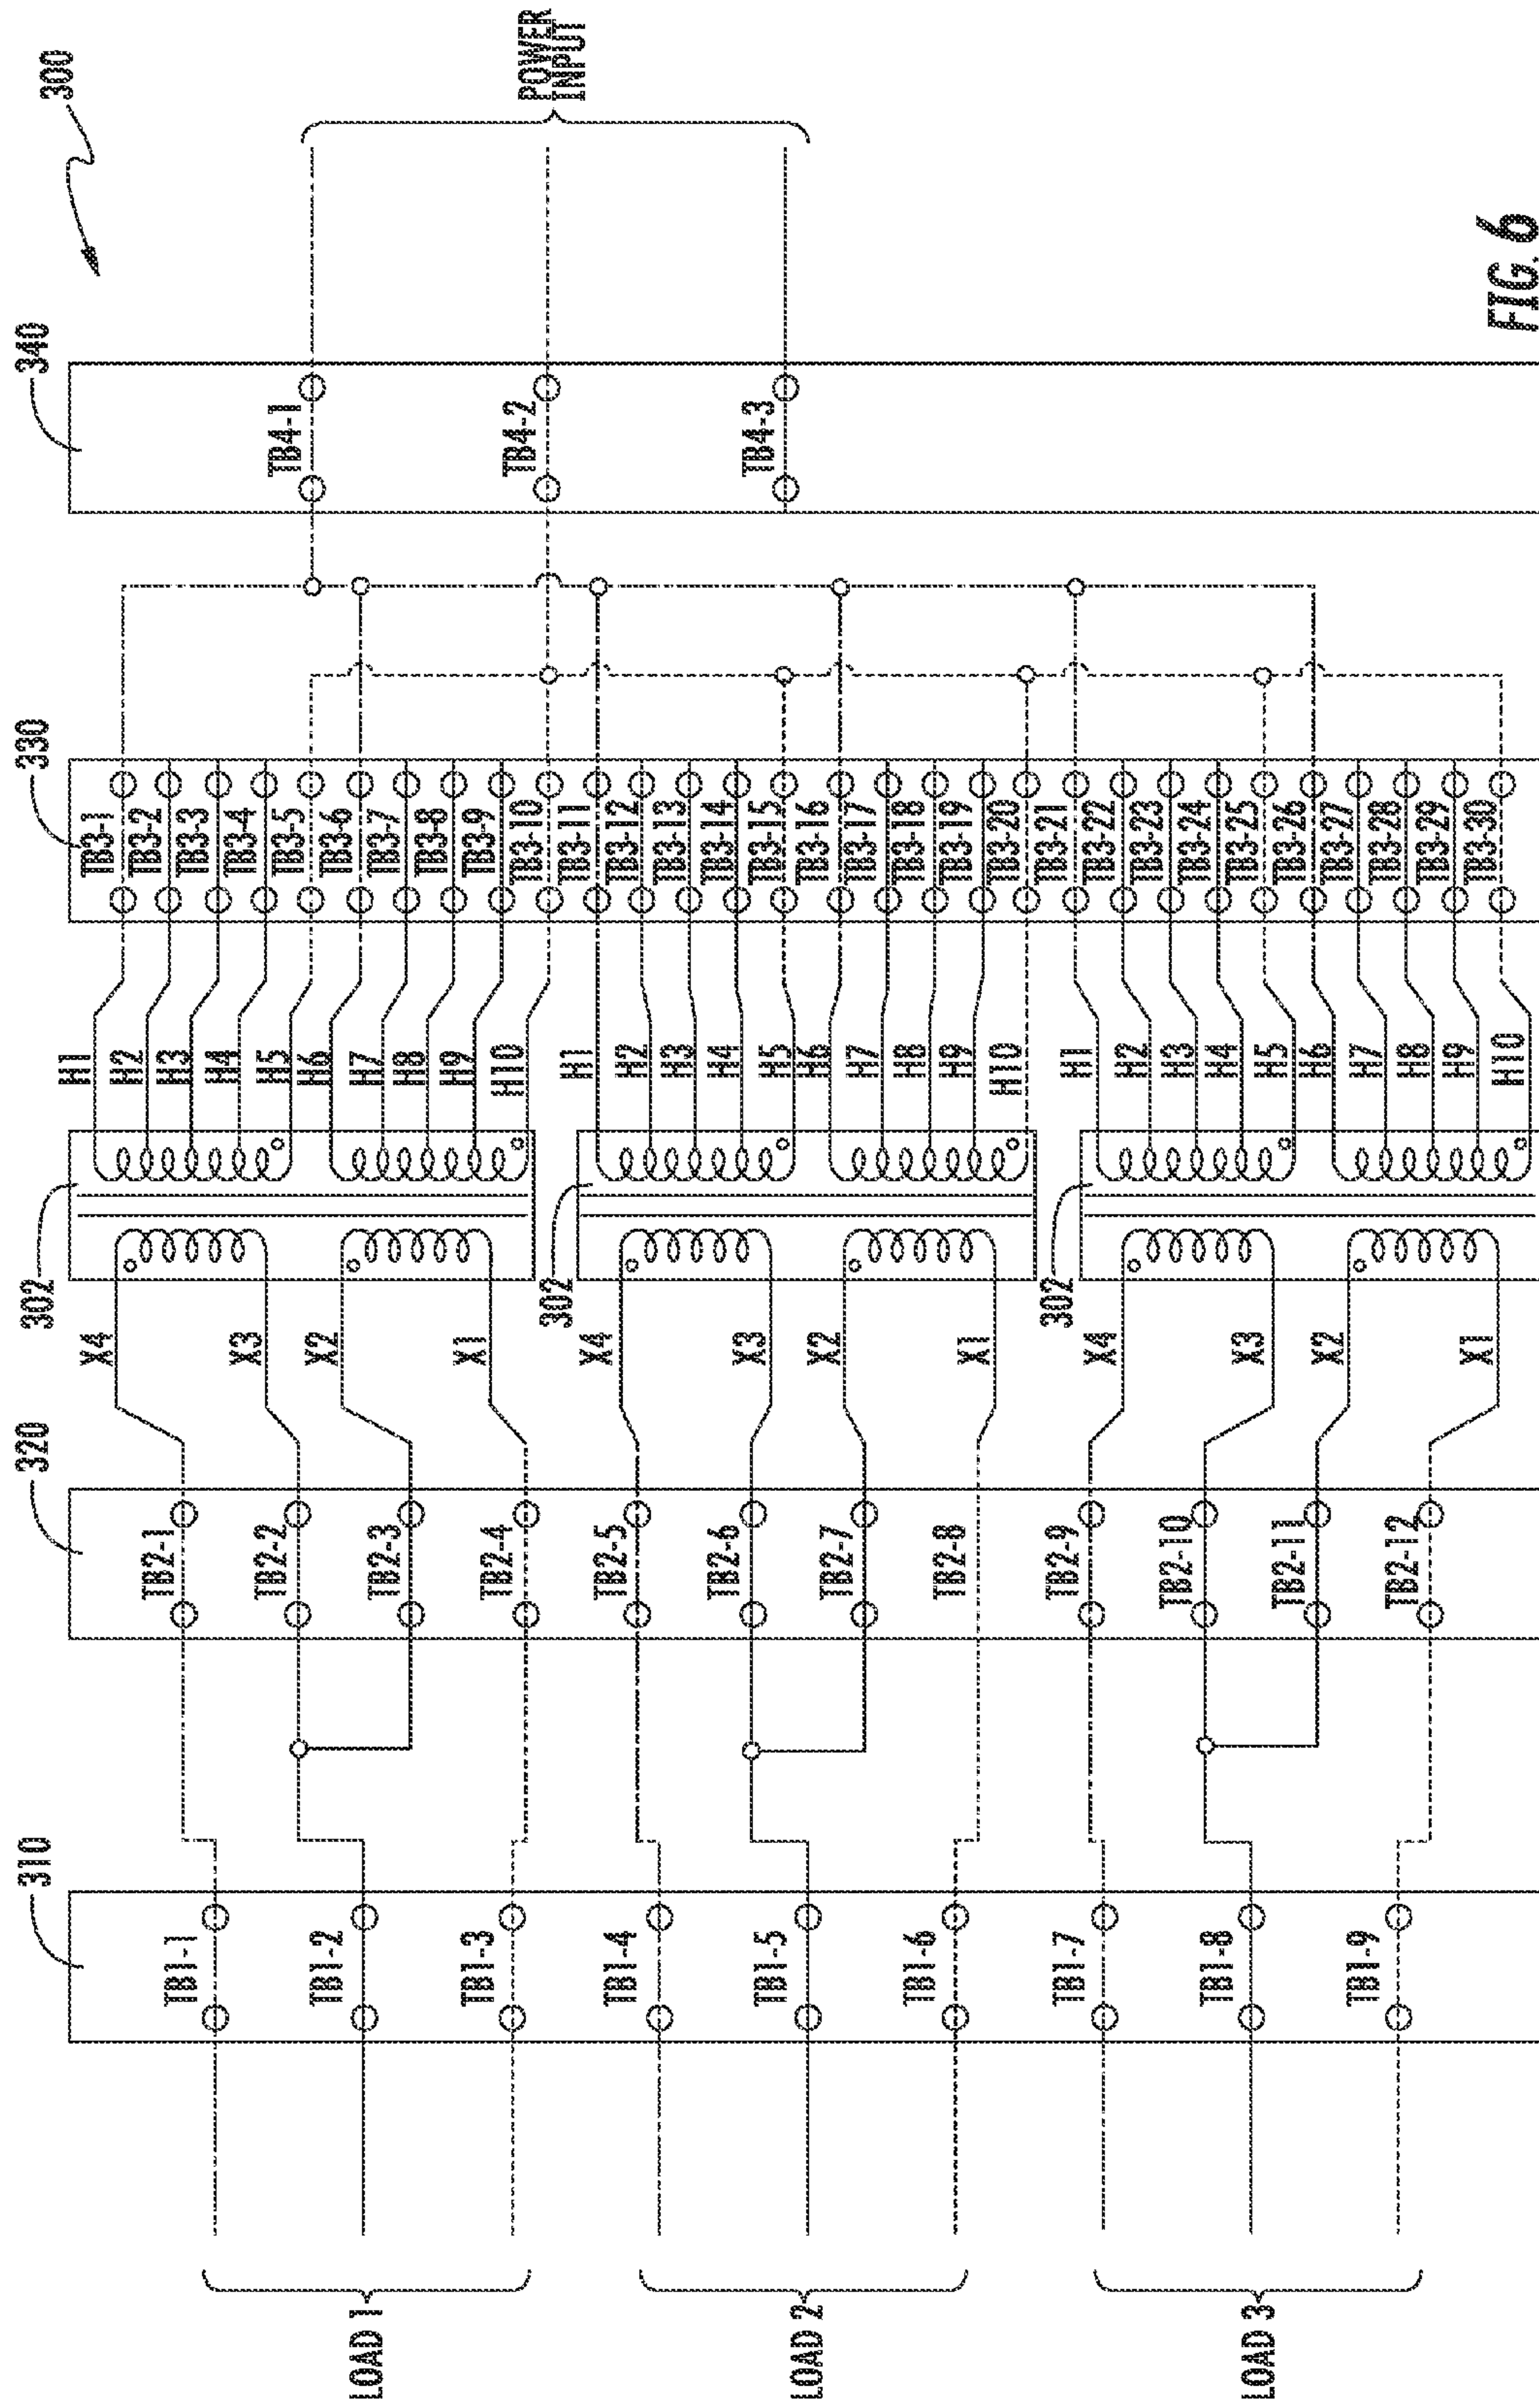 300
POWER
INPUT
340
TB4-1
TB4-2
TB4-3
FIG. 6
330
TB3-1
TB3-2
TB3-3
TB3-4
TB3-5
TB3-6
TB3-7
TB3-8
TB3-9
TB3-10
TB3-11
TB3-12
TB3-13
TB3-14
TB3-15
TB3-16
TB3-17
TB3-18
TB3-19
TB3-20
TB3-21
TB3-22
TB3-23
TB3-24
TB3-25
TB3-26
TB3-27
TB3-28
TB3-29
TB3-30
H1
H2
H3
H4
H5
H6
H7
H8
H9
H10
H1
H2
H3
H4
H5
H6
H7
H8
H9
H10
H1
H2
H3
H4
H5
H6
H7
H8
H9
H10
302
302
302
X4
X3
X2
X1
X4
X3
X2
X1
X4
X3
X2
X1
320
TB2-1
TB2-2
TB2-3
TB2-4
TB2-5
TB2-6
TB2-7
TB2-8
TB2-9
TB2-10
TB2-11
TB2-12
310
TB1-1
TB1-2
TB1-3
TB1-4
TB1-5
TB1-6
TB1-7
TB1-8
TB1-9
LOAD 1
LOAD 2
LOAD 3